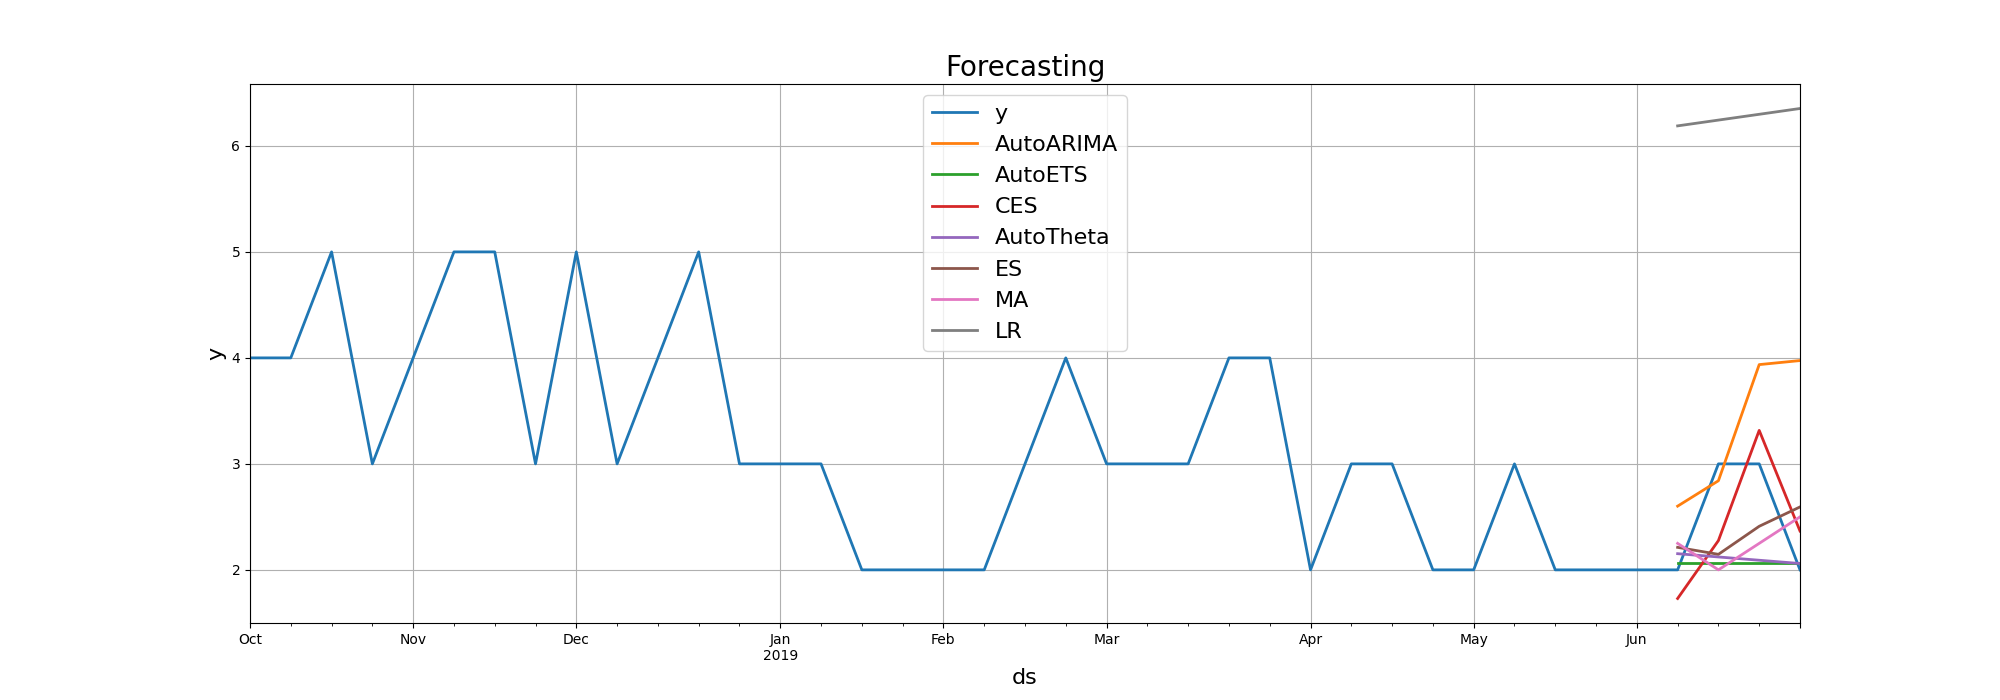 Forecasting
y
AutoARIMA
AutoETS
CES
AutoTheta
ES
MA
LR
6
5
4
3
2
y
Oct
Nov
Dec
Jan
2019
Feb
Mar
Apr
May
Jun
ds